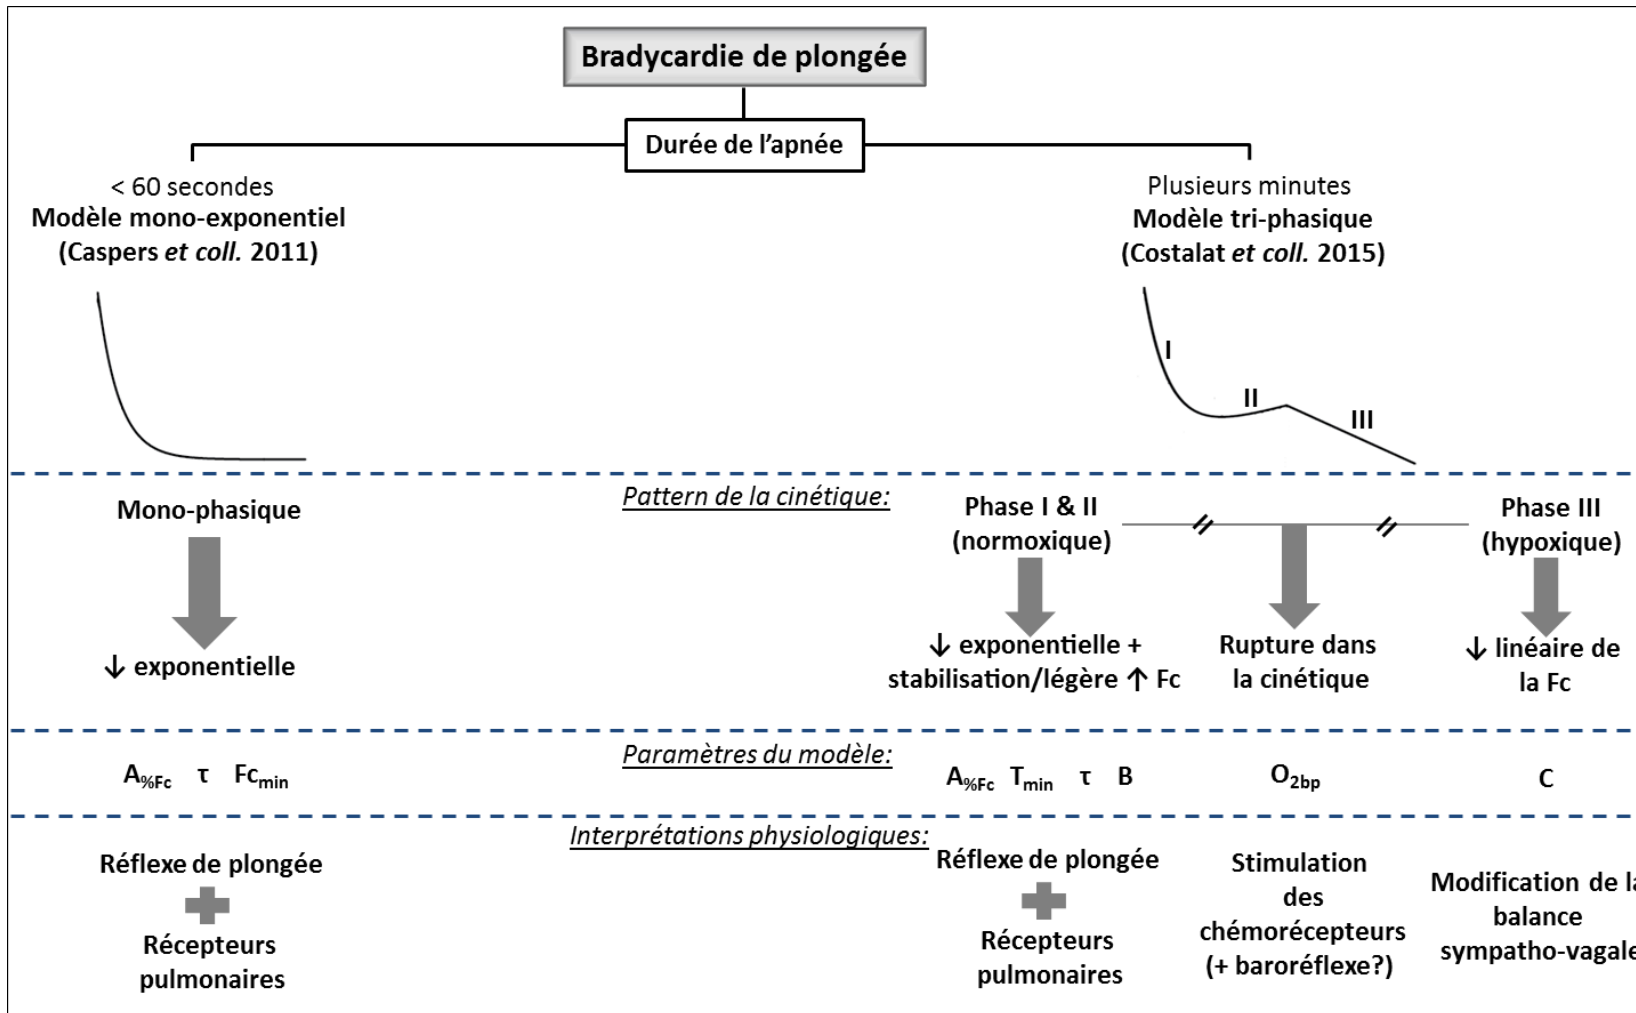 Bradycardie de plongée
Durée de l'apnée
< 60 secondes
Modèle mono-exponentiel
(Caspers et coll. 2011)
Plusieurs minutes
Modèle tri-phasique
(Costalat et coll. 2015)
I
II
III
Pattern de la cinétique:
Mono-phasique
↓ exponentielle
Phase I & II
(normoxique)
↓ exponentielle +
stabilisation/légère ↑ Fc
Rupture dans
la cinétique
Phase III
(hypoxique)
↓ linéaire de
la Fc
Paramètres du modèle:
A%Fc τ Fcmin
A%Fc Tmin τ B
O2bp
C
Interprétations physiologiques:
Réflexe de plongée
Récepteurs
pulmonaires
Réflexe de plongée
Récepteurs
pulmonaires
Stimulation
des
chémorécepteurs
(+ baroréflexe?)
Modification de la
balance
sympatho-vagale